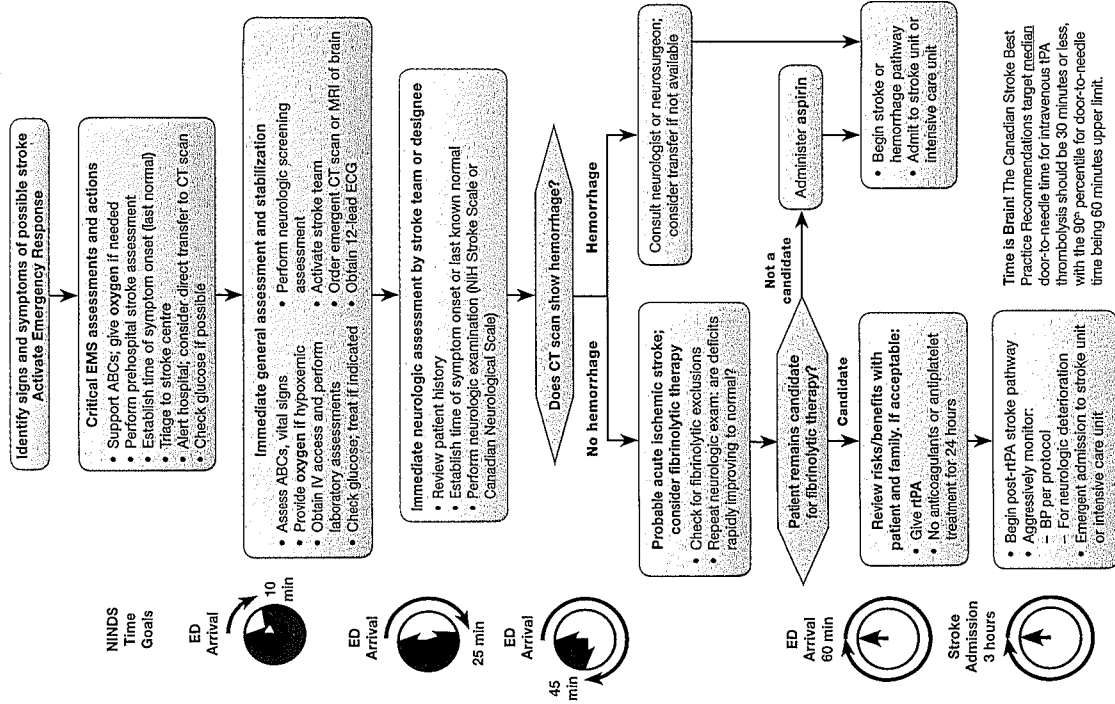 Identify signs and symptoms of possible stroke
Activate Emergency Response
NINDS
Time
Goals
Critical EMS assessments and actions
• Support ABCs; give oxygen if needed
• Perform prehospital stroke assessment
• Establish time of symptom onset (last normal)
• Triage to stroke centre
• Alert hospital; consider direct transfer to CT scan
• Check glucose if possible
ED
Arrival
10
min
Immediate general assessment and stabilization
• Assess ABCs, vital signs
• Provide oxygen if hypoxemic
• Obtain IV access and perform
laboratory assessments
• Check glucose; treat if indicated
• Perform neurologic screening
assessment
• Activate stroke team
• Order emergent CT scan or MRI of brain
• Obtain 12-lead ECG
ED
Arrival
25 min
Immediate neurologic assessment by stroke team or designee
• Review patient history
• Establish time of symptom onset or last known normal
• Perform neurologic examination (NIH Stroke Scale or
Canadian Neurological Scale)
ED
Arrival
45
min
Does CT scan show hemorrhage?
No hemorrhage
Hemorrhage
Probable acute ischemic stroke;
consider fibrinolytic therapy
• Check for fibrinolytic exclusions
• Repeat neurologic exam: are deficits
rapidly improving to normal?
Consult neurologist or neurosurgeon;
consider transfer if not available
Patient remains candidate
for fibrinolytic therapy?
Not a
candidate
Administer aspirin
Candidate
ED
Arrival
60 min
Review risks/benefits with
patient and family. If acceptable:
• Give rtPA
• No anticoagulants or antiplatelet
treatment for 24 hours
• Begin stroke or
hemorrhage pathway
• Admit to stroke unit or
intensive care unit
Stroke
Admission
3 hours
• Begin post-rtPA stroke pathway
• Aggressively monitor:
– BP per protocol
– For neurologic deterioration
• Emergent admission to stroke unit
or intensive care unit
Time is Brain! The Canadian Stroke Best
Practice Recommendations target median
door-to-needle time for intravenous tPA
thrombolysis should be 30 minutes or less,
with the 90th percentile for door-to-needle
time being 60 minutes upper limit.